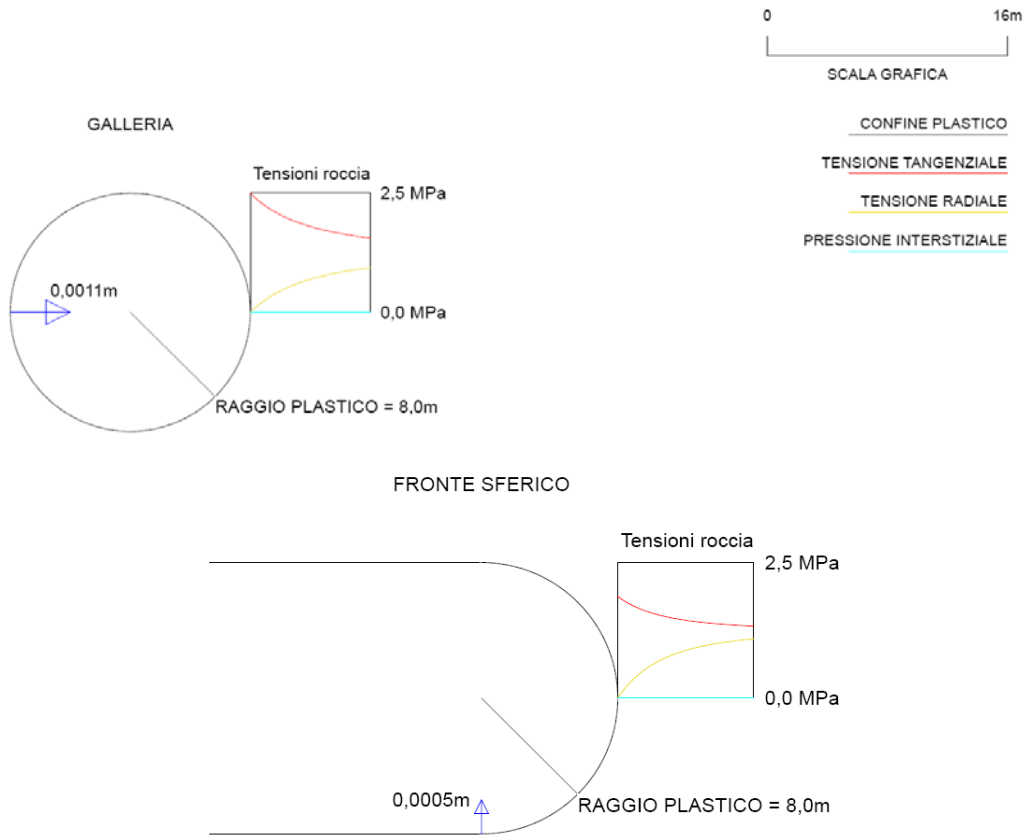 0 16m
SCALA GRAFICA
GALLERIA
CONFINE PLASTICO
TENSIONE TANGENZIALE
TENSIONE RADIALE
PRESSIONE INTERSTIZIALE
Tensioni roccia
2,5 MPa
0,0011m
0,0 MPa
RAGGIO PLASTICO = 8,0m
FRONTE SFERICO
Tensioni roccia
2,5 MPa
0,0 MPa
0,0005m
RAGGIO PLASTICO = 8,0m